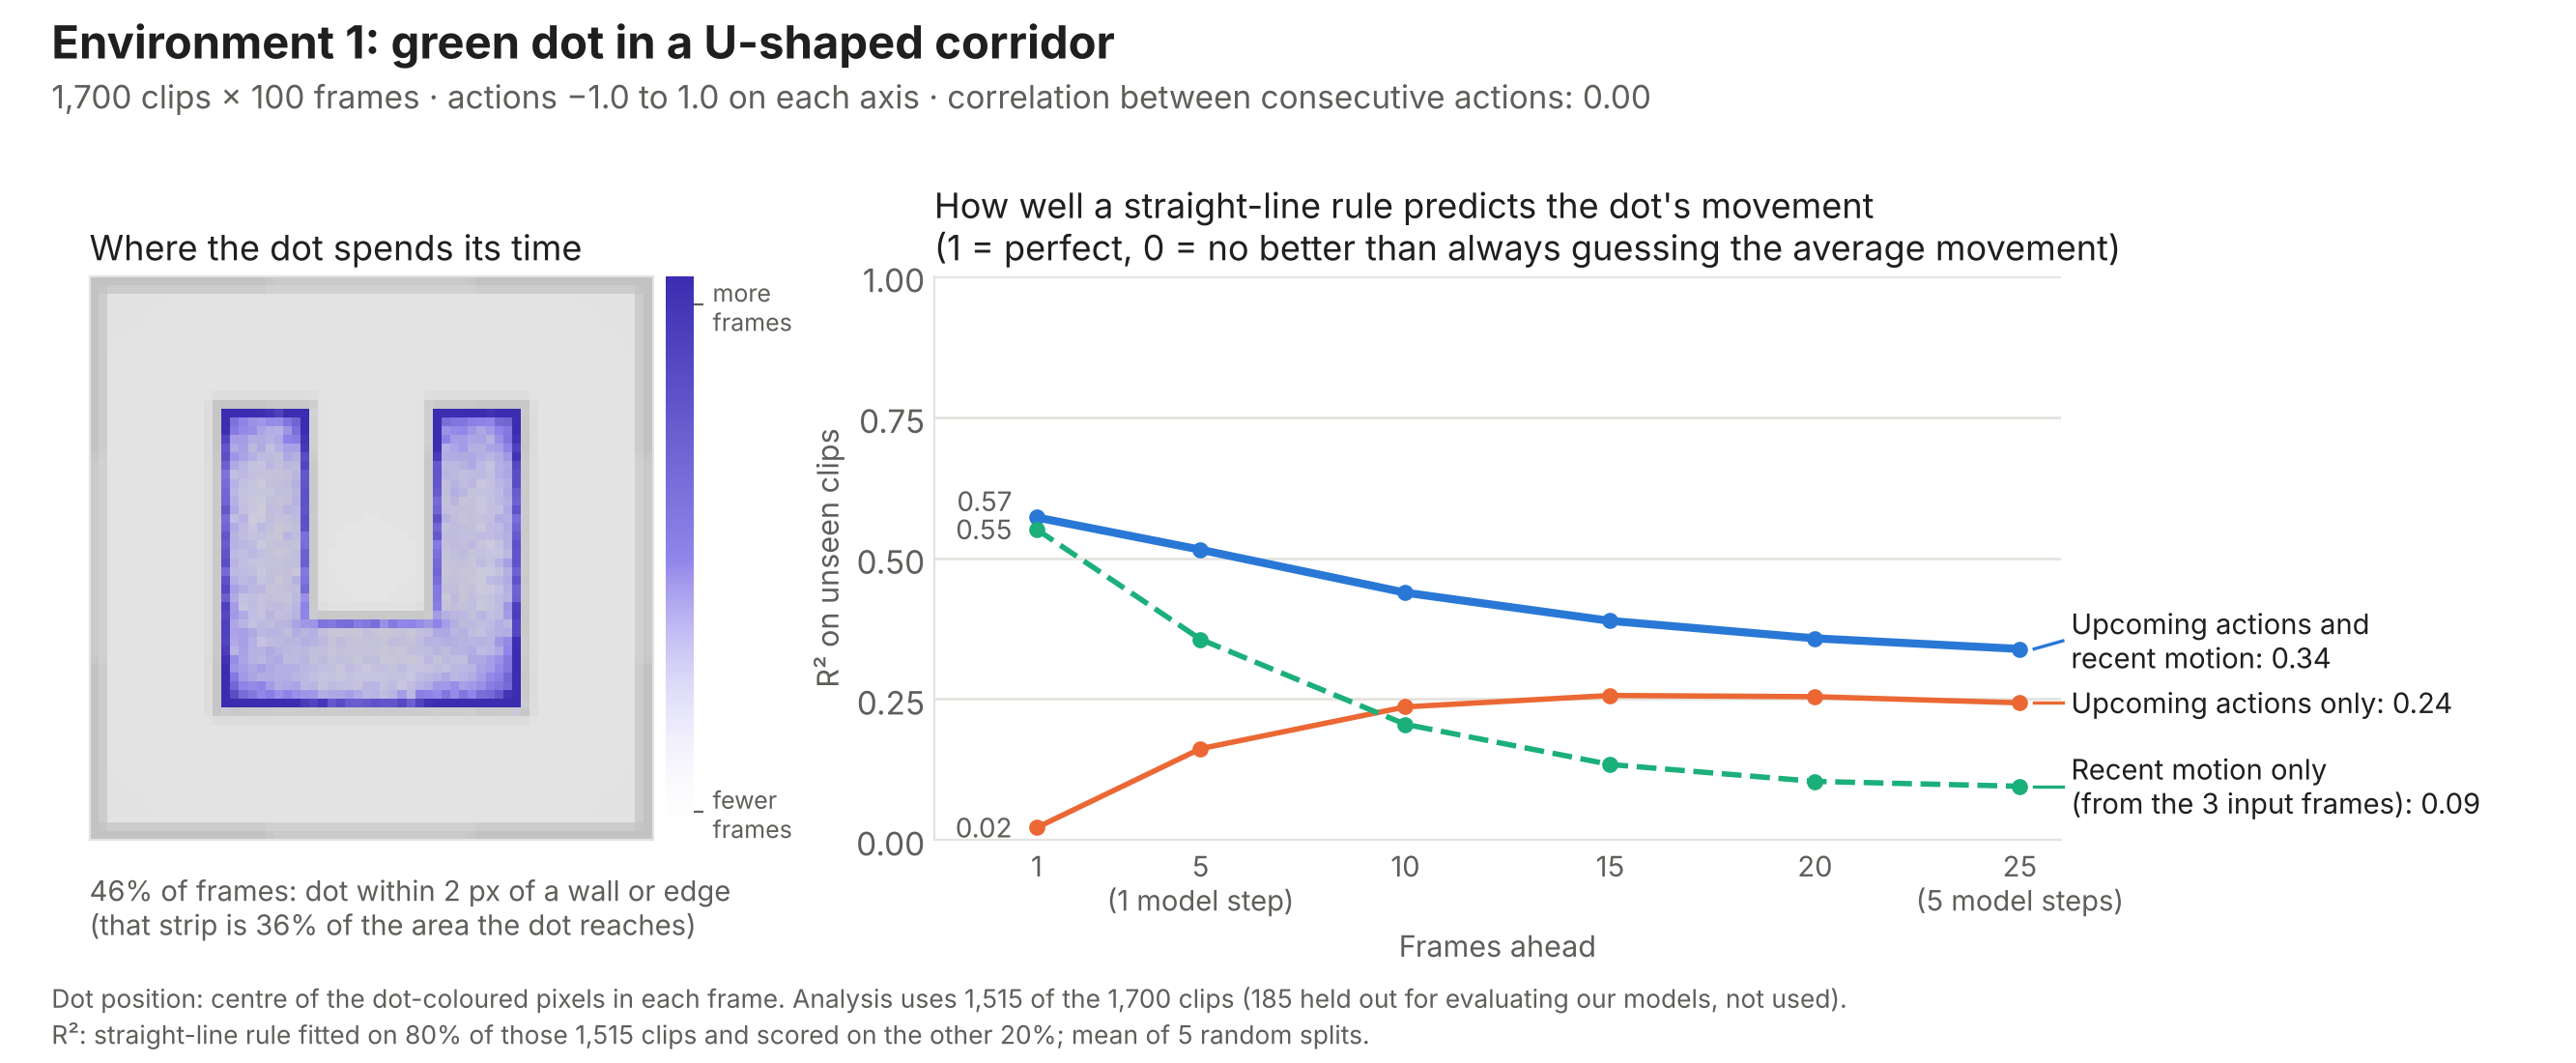 Environment 1: green dot in a U-shaped corridor
1,700 clips × 100 frames · actions −1.0 to 1.0 on each axis · correlation between consecutive actions: 0.00
Where the dot spends its time
more
frames
fewer
frames
46% of frames: dot within 2 px of a wall or edge
(that strip is 36% of the area the dot reaches)
How well a straight-line rule predicts the dot's movement
(1 = perfect, 0 = no better than always guessing the average movement)
R² on unseen clips
1.00
0.75
0.50
0.25
0.00
0.57
0.55
0.02
Upcoming actions and
recent motion: 0.34
Upcoming actions only: 0.24
Recent motion only
(from the 3 input frames): 0.09
1
5
10
15
20
25
(1 model step)
(5 model steps)
Frames ahead
Dot position: centre of the dot-coloured pixels in each frame. Analysis uses 1,515 of the 1,700 clips (185 held out for evaluating our models, not used).
R²: straight-line rule fitted on 80% of those 1,515 clips and scored on the other 20%; mean of 5 random splits.